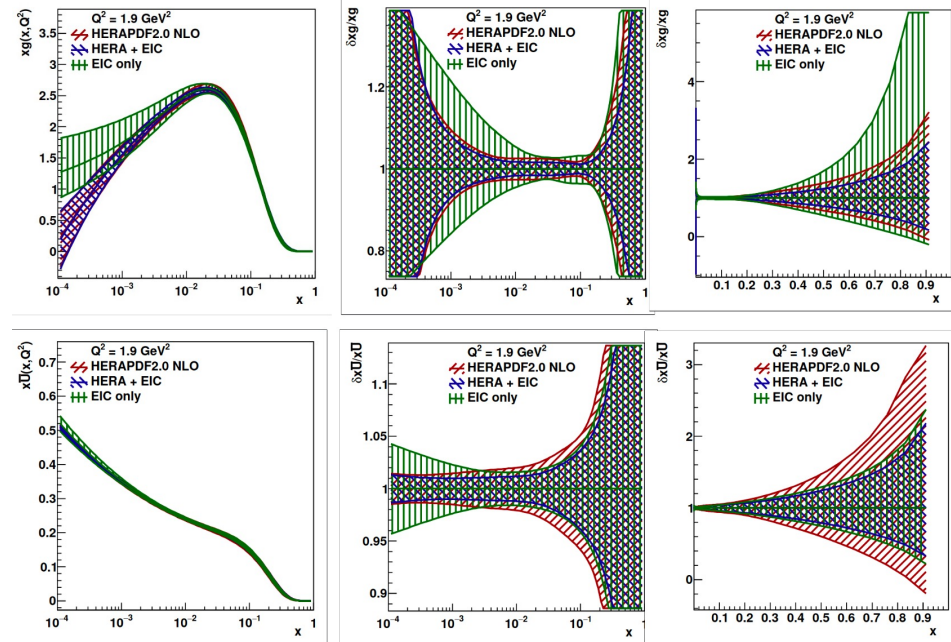 Q² = 1.9 GeV²
HERAPDF2.0 NLO
HERA + EIC
EIC only
xg(x,Q²)
3.5
3
2.5
2
1.5
1
0.5
0
10⁻⁴
10⁻³
10⁻²
10⁻¹
1
x
Q² = 1.9 GeV²
HERAPDF2.0 NLO
HERA + EIC
EIC only
δxg/xg
1.2
1
0.8
10⁻⁴
10⁻³
10⁻²
10⁻¹
1
x
Q² = 1.9 GeV²
HERAPDF2.0 NLO
HERA + EIC
EIC only
δxg/xg
4
2
0
0.1 0.2 0.3 0.4 0.5 0.6 0.7 0.8 0.9
x
Q² = 1.9 GeV²
HERAPDF2.0 NLO
HERA + EIC
EIC only
xU̅(x,Q²)
0.7
0.6
0.5
0.4
0.3
0.2
0.1
0
10⁻⁴
10⁻³
10⁻²
10⁻¹
1
x
Q² = 1.9 GeV²
HERAPDF2.0 NLO
HERA + EIC
EIC only
δxU̅/xU̅
1.1
1.05
1
0.95
0.9
10⁻⁴
10⁻³
10⁻²
10⁻¹
1
x
Q² = 1.9 GeV²
HERAPDF2.0 NLO
HERA + EIC
EIC only
δxU̅/xU̅
3
2
1
0
0.1 0.2 0.3 0.4 0.5 0.6 0.7 0.8 0.9
x